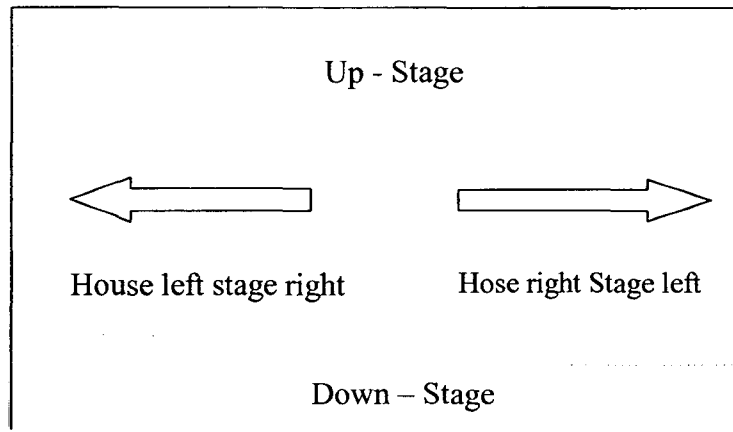 Up - Stage
House left stage right
Hose right Stage left
Down – Stage